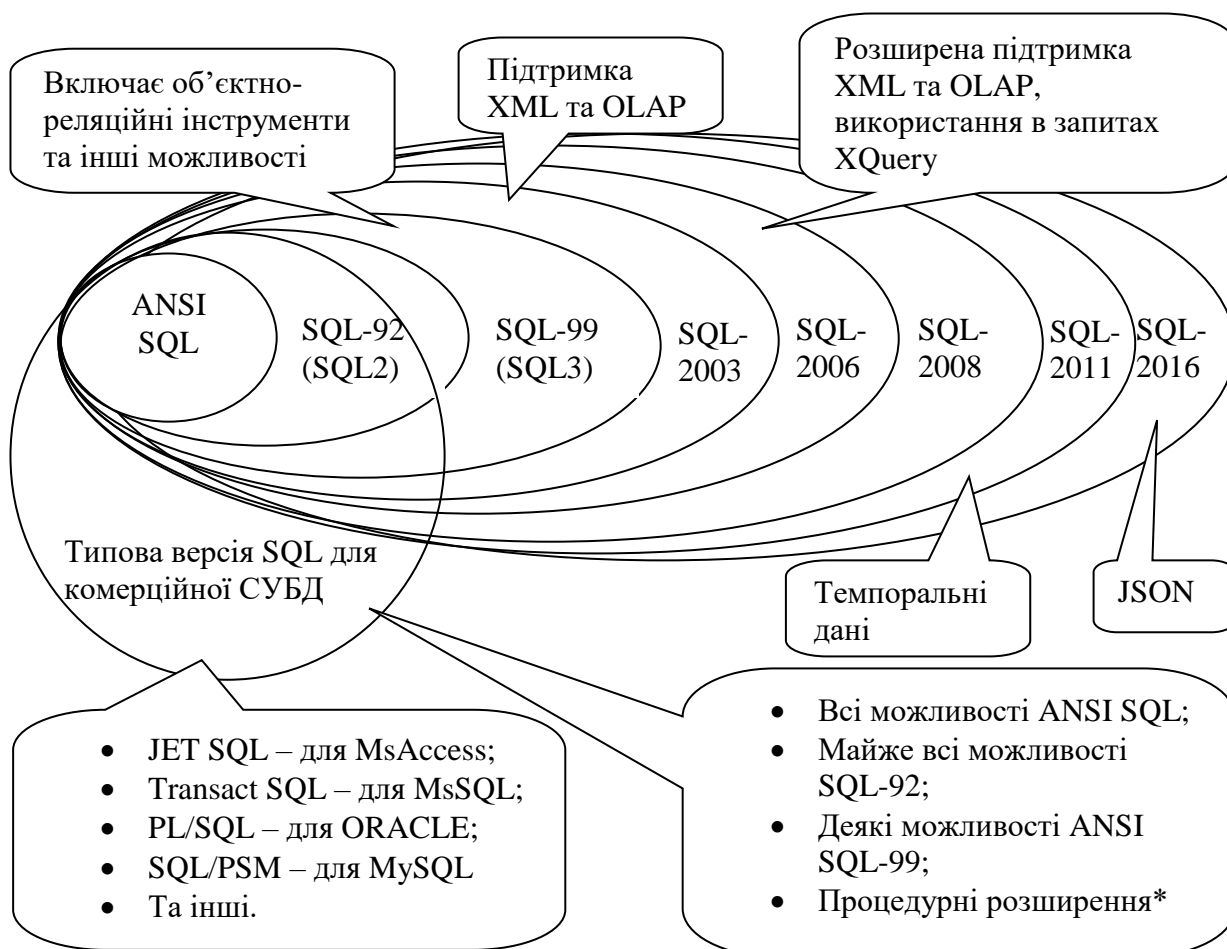 Включає об’єктно-
реляційні інструменти
та інші можливості
Підтримка
XML та OLAP
Розширена підтримка
XML та OLAP,
використання в запитах
XQuery
ANSI
SQL
SQL-92
(SQL2)
SQL-99
(SQL3)
SQL-
2003
SQL-
2006
SQL-
2008
SQL-
2011
SQL-
2016
Типова версія SQL для
комерційної СУБД
Темпоральні
дані
JSON
• JET SQL – для MsAccess;
• Transact SQL – для MsSQL;
• PL/SQL – для ORACLE;
• SQL/PSM – для MySQL
• Та інші.
• Всі можливості ANSI SQL;
• Майже всі можливості
SQL-92;
• Деякі можливості ANSI
SQL-99;
• Процедурні розширення*